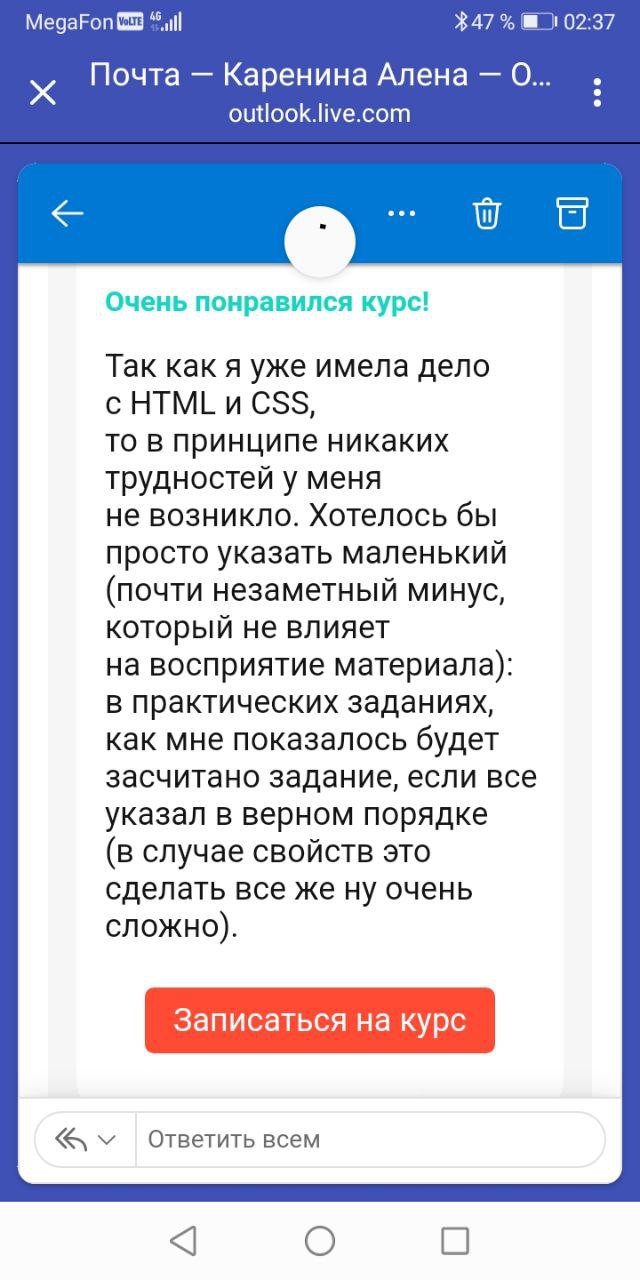 MegaFon VoLTE 4G 47 % 02:37
Почта — Каренина Алена — O...
outlook.live.com
Очень понравился курс!
Так как я уже имела дело
с HTML и CSS,
то в принципе никаких
трудностей у меня
не возникло. Хотелось бы
просто указать маленький
(почти незаметный минус,
который не влияет
на восприятие материала):
в практических заданиях,
как мне показалось будет
засчитано задание, если все
указал в верном порядке
(в случае свойств это
сделать все же ну очень
сложно).
Записаться на курс
Ответить всем